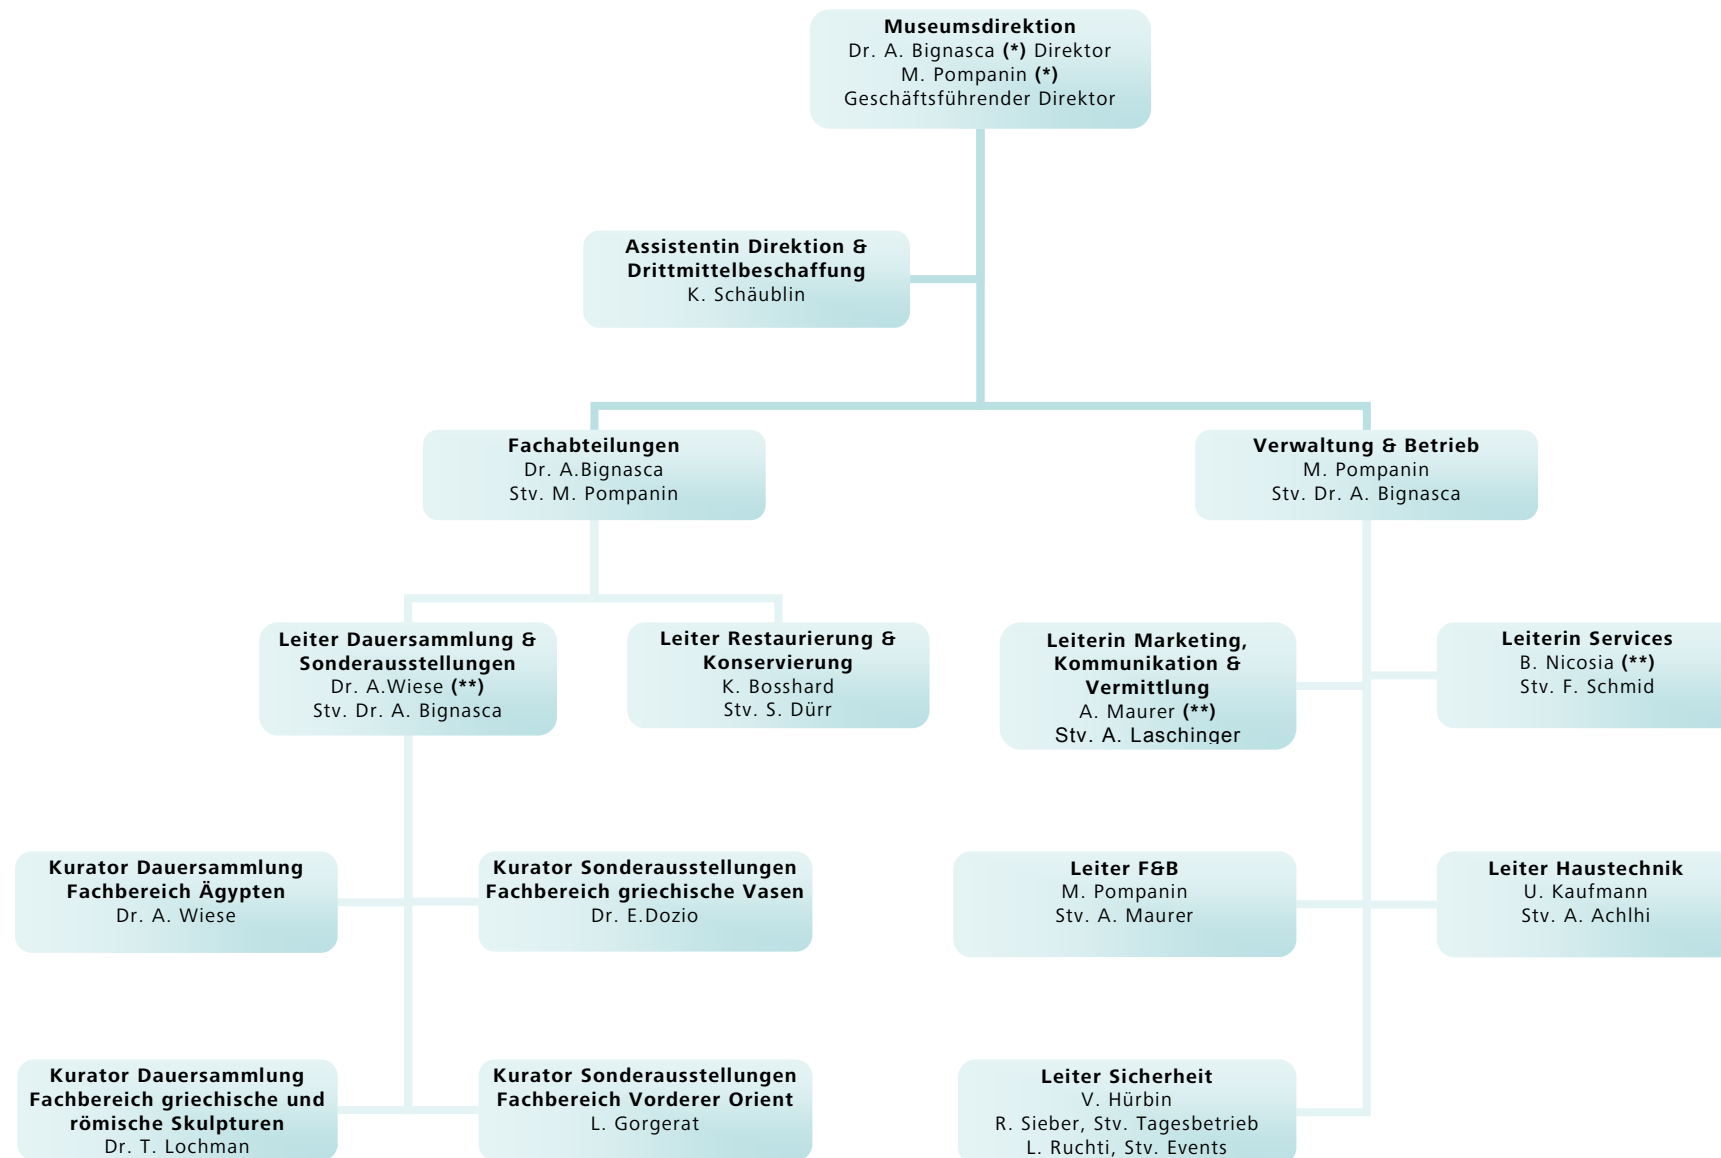 Museumsdirektion
Dr. A. Bignasca (*) Direktor
M. Pompanin (*)
Geschäftsführender Direktor
Assistentin Direktion &
Drittmittelbeschaffung
K. Schäublin
Fachabteilungen
Dr. A.Bignasca
Stv. M. Pompanin
Verwaltung & Betrieb
M. Pompanin
Stv. Dr. A. Bignasca
Leiter Dauersammlung &
Sonderausstellungen
Dr. A.Wiese (**)
Stv. Dr. A. Bignasca
Leiter Restaurierung &
Konservierung
K. Bosshard
Stv. S. Dürr
Leiterin Marketing,
Kommunikation &
Vermittlung
A. Maurer (**)
Stv. A. Laschinger
Leiterin Services
B. Nicosia (**)
Stv. F. Schmid
Kurator Dauersammlung
Fachbereich Ägypten
Dr. A. Wiese
Kurator Sonderausstellungen
Fachbereich griechische Vasen
Dr. E.Dozio
Leiter F&B
M. Pompanin
Stv. A. Maurer
Leiter Haustechnik
U. Kaufmann
Stv. A. Achlhi
Kurator Dauersammlung
Fachbereich griechische und
römische Skulpturen
Dr. T. Lochman
Kurator Sonderausstellungen
Fachbereich Vorderer Orient
L. Gorgerat
Leiter Sicherheit
V. Hürbin
R. Sieber, Stv. Tagesbetrieb
L. Ruchti, Stv. Events